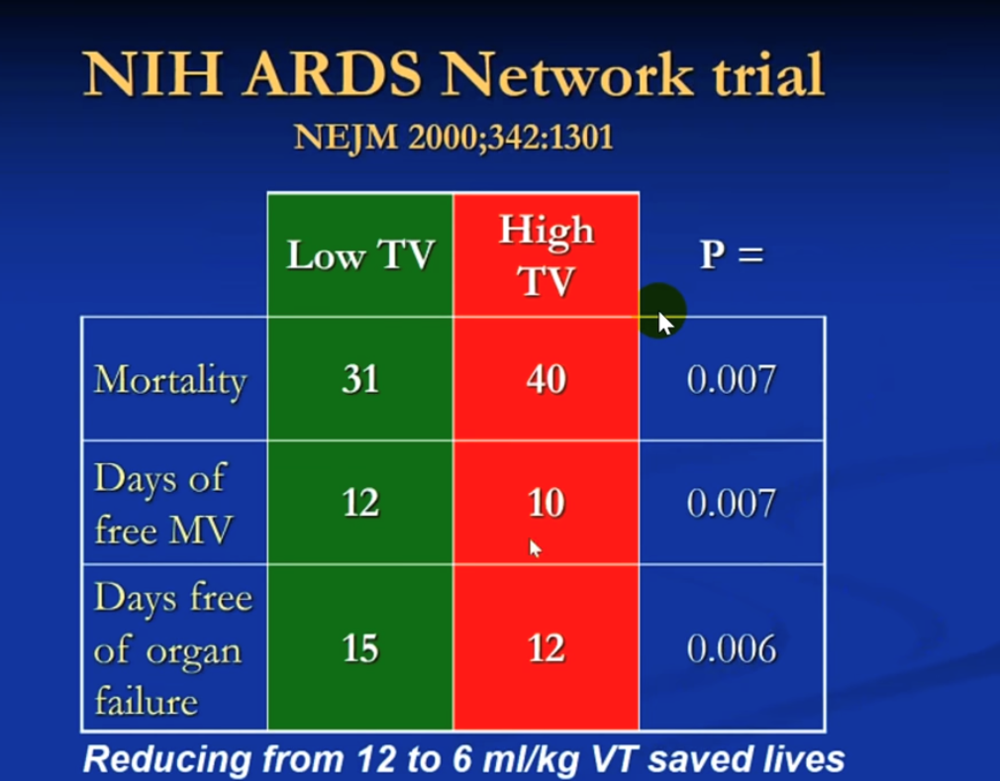 NIH ARDS Network trial
NEJM 2000;342:1301
Low TV
High
TV
P =
Mortality
31
40
0.007
Days of
free MV
12
10
0.007
Days free
of organ
failure
15
12
0.006
Reducing from 12 to 6 ml/kg VT saved lives